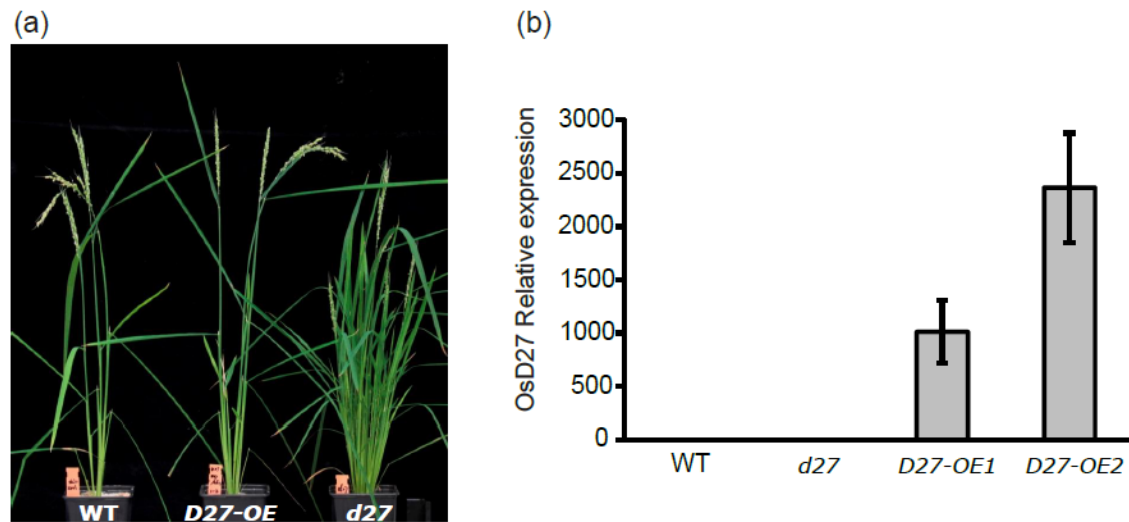 (a)
(b)
WT
D27-OE
d27
OsD27 Relative expression
3000
2500
2000
1500
1000
500
0
WT
d27
D27-OE1
D27-OE2